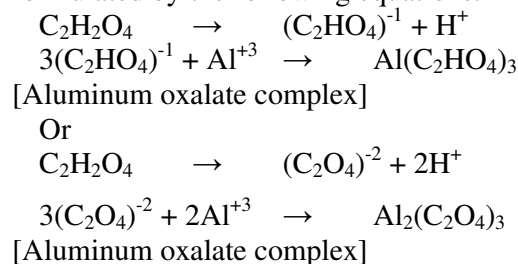 C₂H₂O₄ → (C₂HO₄)⁻¹ + H⁺
3(C₂HO₄)⁻¹ + Al⁺³ → Al(C₂HO₄)₃
[Aluminum oxalate complex]
Or
C₂H₂O₄ → (C₂O₄)⁻² + 2H⁺
3(C₂O₄)⁻² + 2Al⁺³ → Al₂(C₂O₄)₃
[Aluminum oxalate complex]